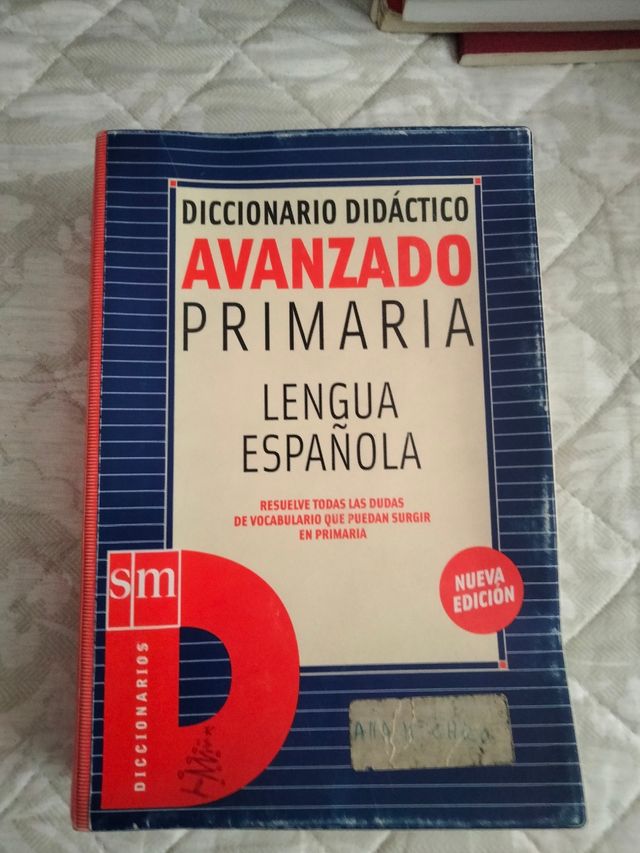 DICCIONARIO DIDÁCTICO
AVANZADO
PRIMARIA
LENGUA
ESPAÑOLA
RESUELVE TODAS LAS DUDAS
DE VOCABULARIO QUE PUEDAN SURGIR
EN PRIMARIA
NUEVA
EDICIÓN
sm
DICCIONARIOS